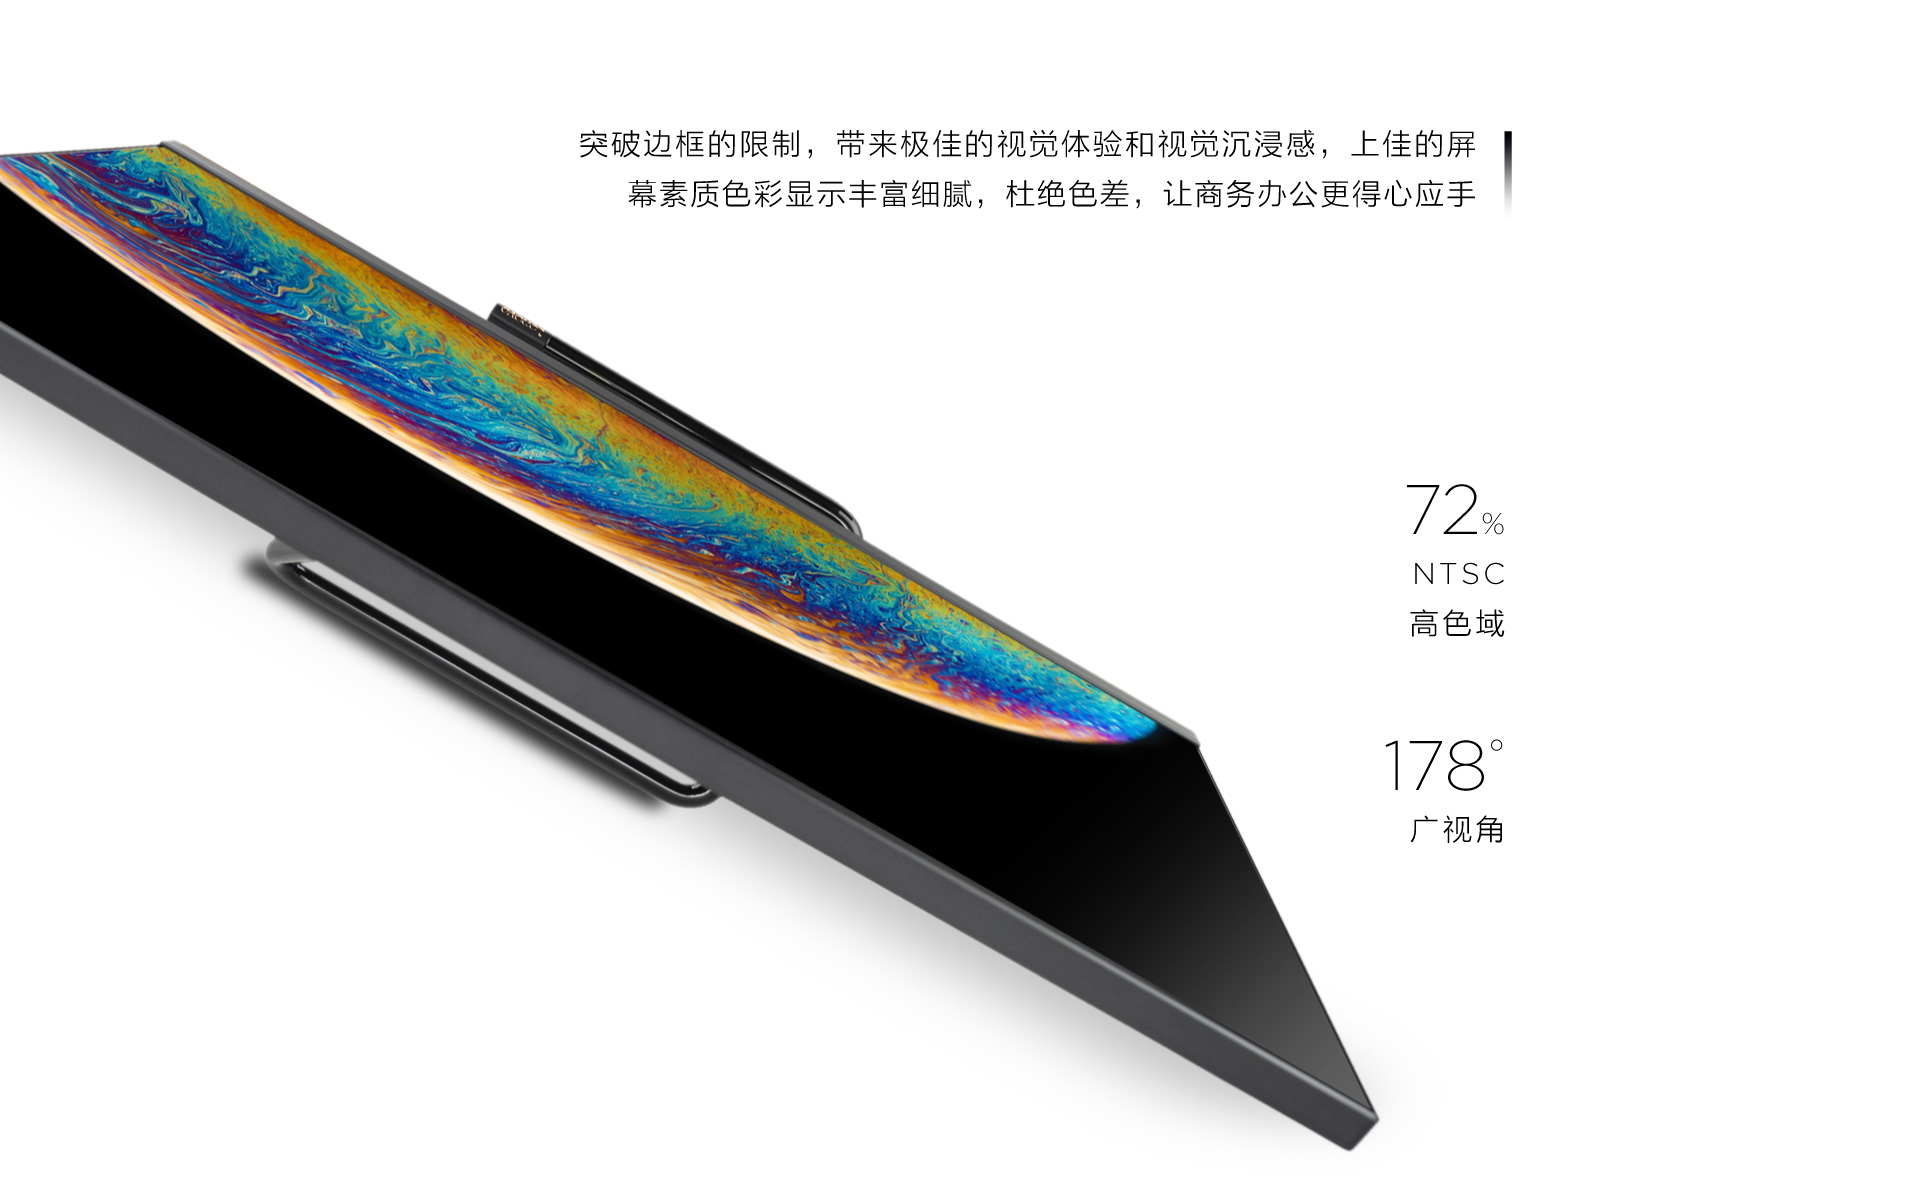 突破边框的限制，带来极佳的视觉体验和视觉沉浸感，上佳的屏
幕素质色彩显示丰富细腻，杜绝色差，让商务办公更得心应手
72%
NTSC
高色域
178°
广视角